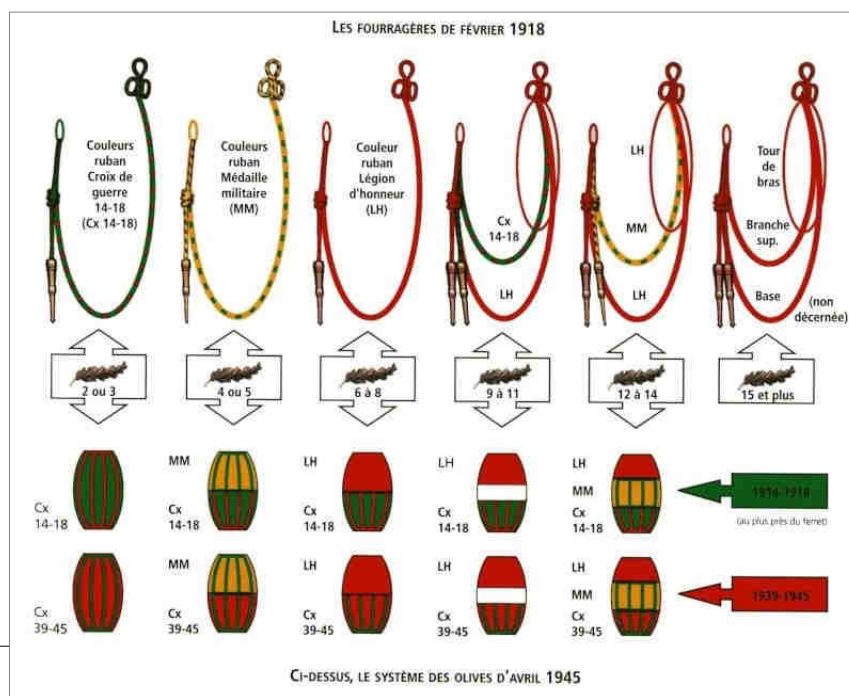 LES FOURRAGÈRES DE FÉVRIER 1918
Couleurs
ruban
Croix de
guerre
14-18
(Cx 14-18)
Couleurs
ruban
Médaille
militaire
(MM)
Couleur
ruban
Légion
d'honneur
(LH)
Cx
14-18
LH
LH
MM
LH
Tour
de
bras
Branche
sup.
Base
(non
décernée)
2 ou 3
4 ou 5
6 à 8
9 à 11
12 à 14
15 et plus
Cx
14-18
MM
Cx
14-18
LH
Cx
14-18
LH
Cx
14-18
LH
MM
Cx
14-18
1914-1918
(au plus près du ferret)
Cx
39-45
MM
Cx
39-45
LH
Cx
39-45
LH
Cx
39-45
LH
MM
Cx
39-45
1939-1945
CI-DESSUS, LE SYSTÈME DES OLIVES D'AVRIL 1945